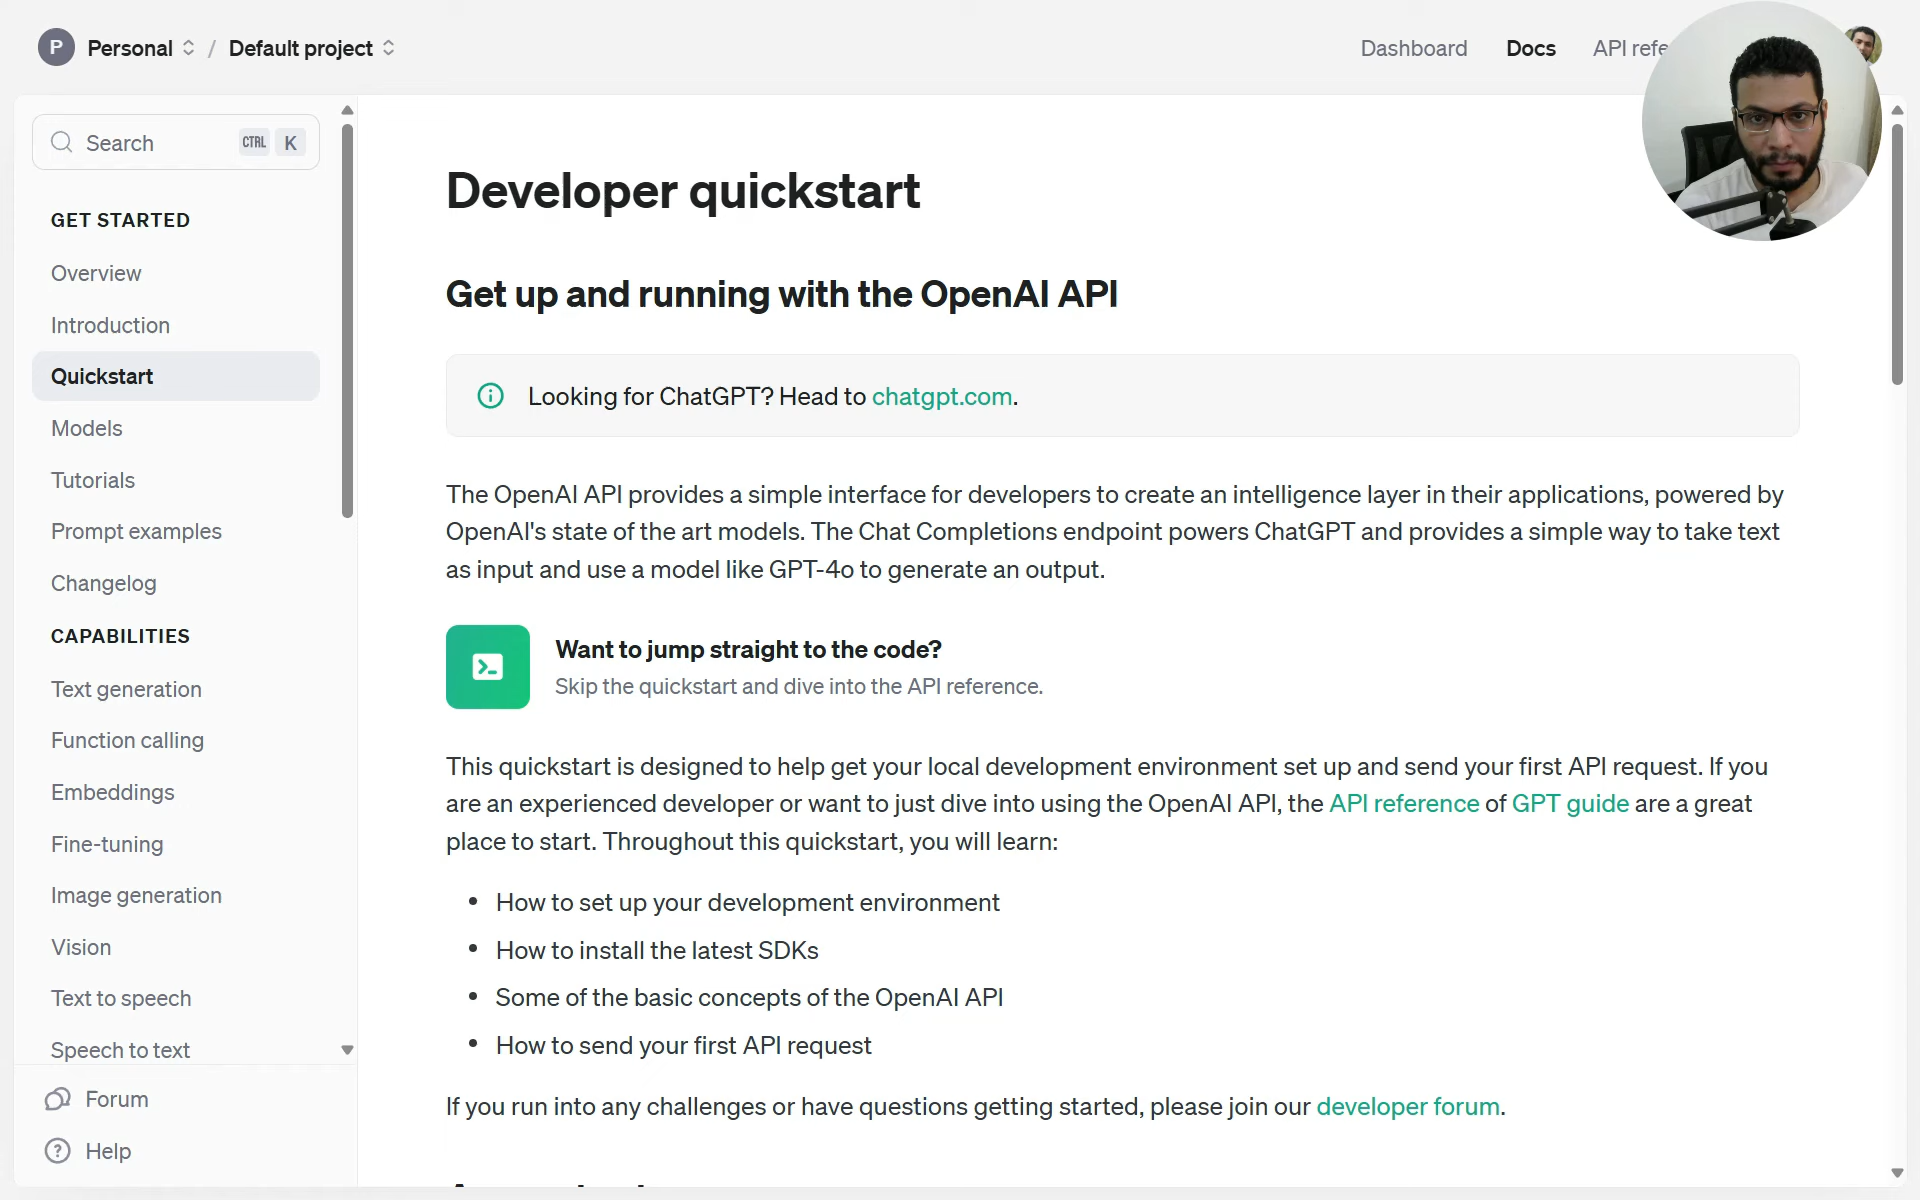 P Personal / Default project
Dashboard Docs API refe
Search CTRL K
GET STARTED
Overview
Introduction
Quickstart
Models
Tutorials
Prompt examples
Changelog
CAPABILITIES
Text generation
Function calling
Embeddings
Fine-tuning
Image generation
Vision
Text to speech
Speech to text
Forum
Help
Developer quickstart
Get up and running with the OpenAI API
Looking for ChatGPT? Head to chatgpt.com.
The OpenAI API provides a simple interface for developers to create an intelligence layer in their applications, powered by
OpenAI's state of the art models. The Chat Completions endpoint powers ChatGPT and provides a simple way to take text
as input and use a model like GPT-4o to generate an output.
Want to jump straight to the code?
Skip the quickstart and dive into the API reference.
This quickstart is designed to help get your local development environment set up and send your first API request. If you
are an experienced developer or want to just dive into using the OpenAI API, the API reference of GPT guide are a great
place to start. Throughout this quickstart, you will learn:
• How to set up your development environment
• How to install the latest SDKs
• Some of the basic concepts of the OpenAI API
• How to send your first API request
If you run into any challenges or have questions getting started, please join our developer forum.